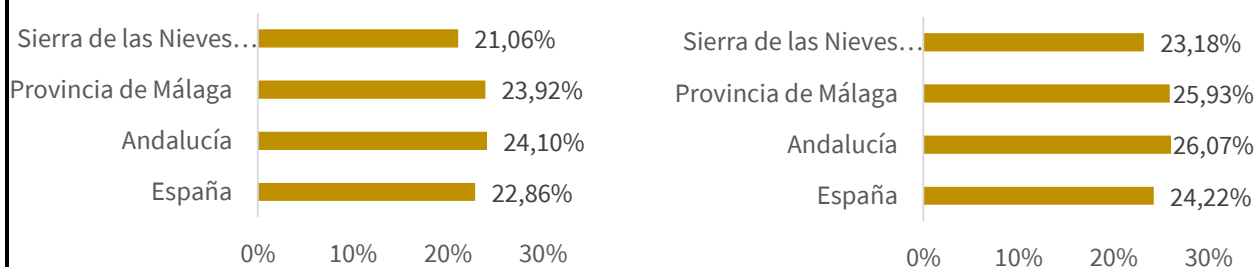 Sierra de las Nieves… 21,06%
Provincia de Málaga 23,92%
Andalucía 24,10%
España 22,86%
0% 10% 20% 30%
Sierra de las Nieves… 23,18%
Provincia de Málaga 25,93%
Andalucía 26,07%
España 24,22%
0% 10% 20% 30%